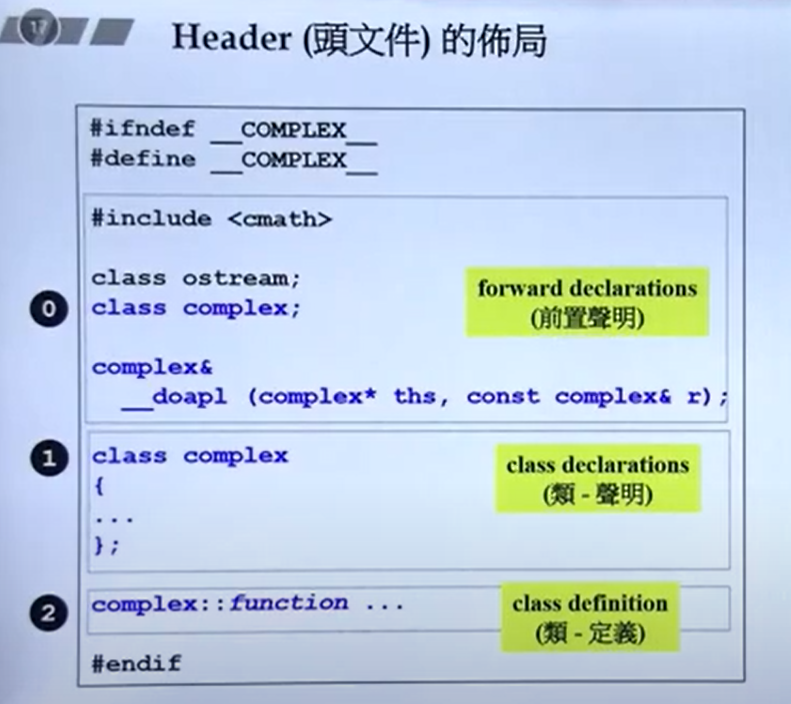 17
Header (頭文件) 的佈局
#ifndef __COMPLEX__
#define __COMPLEX__
#include <cmath>
class ostream;
class complex;
forward declarations
(前置聲明)
complex&
__doapl (complex* ths, const complex& r);
0
class complex
{
...
};
class declarations
(類 - 聲明)
1
complex::function ...
class definition
(類 - 定義)
2
#endif